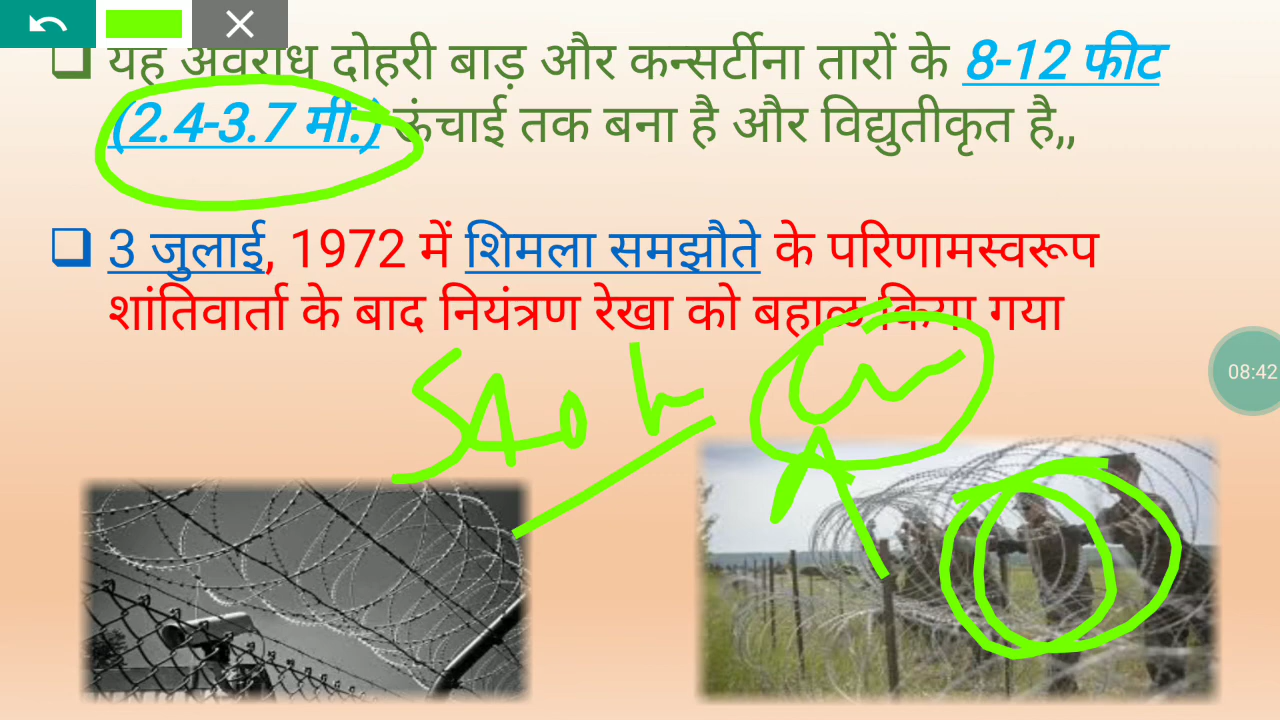 यह अवरोध दोहरी बाड़ और कन्सर्टीना तारों के 8-12 फीट
(2.4-3.7 मी.) ऊंचाई तक बना है और विद्युतीकृत है,,
3 जुलाई, 1972 में शिमला समझौते के परिणामस्वरूप
शांतिवार्ता के बाद नियंत्रण रेखा को बहाल किया गया
08:42